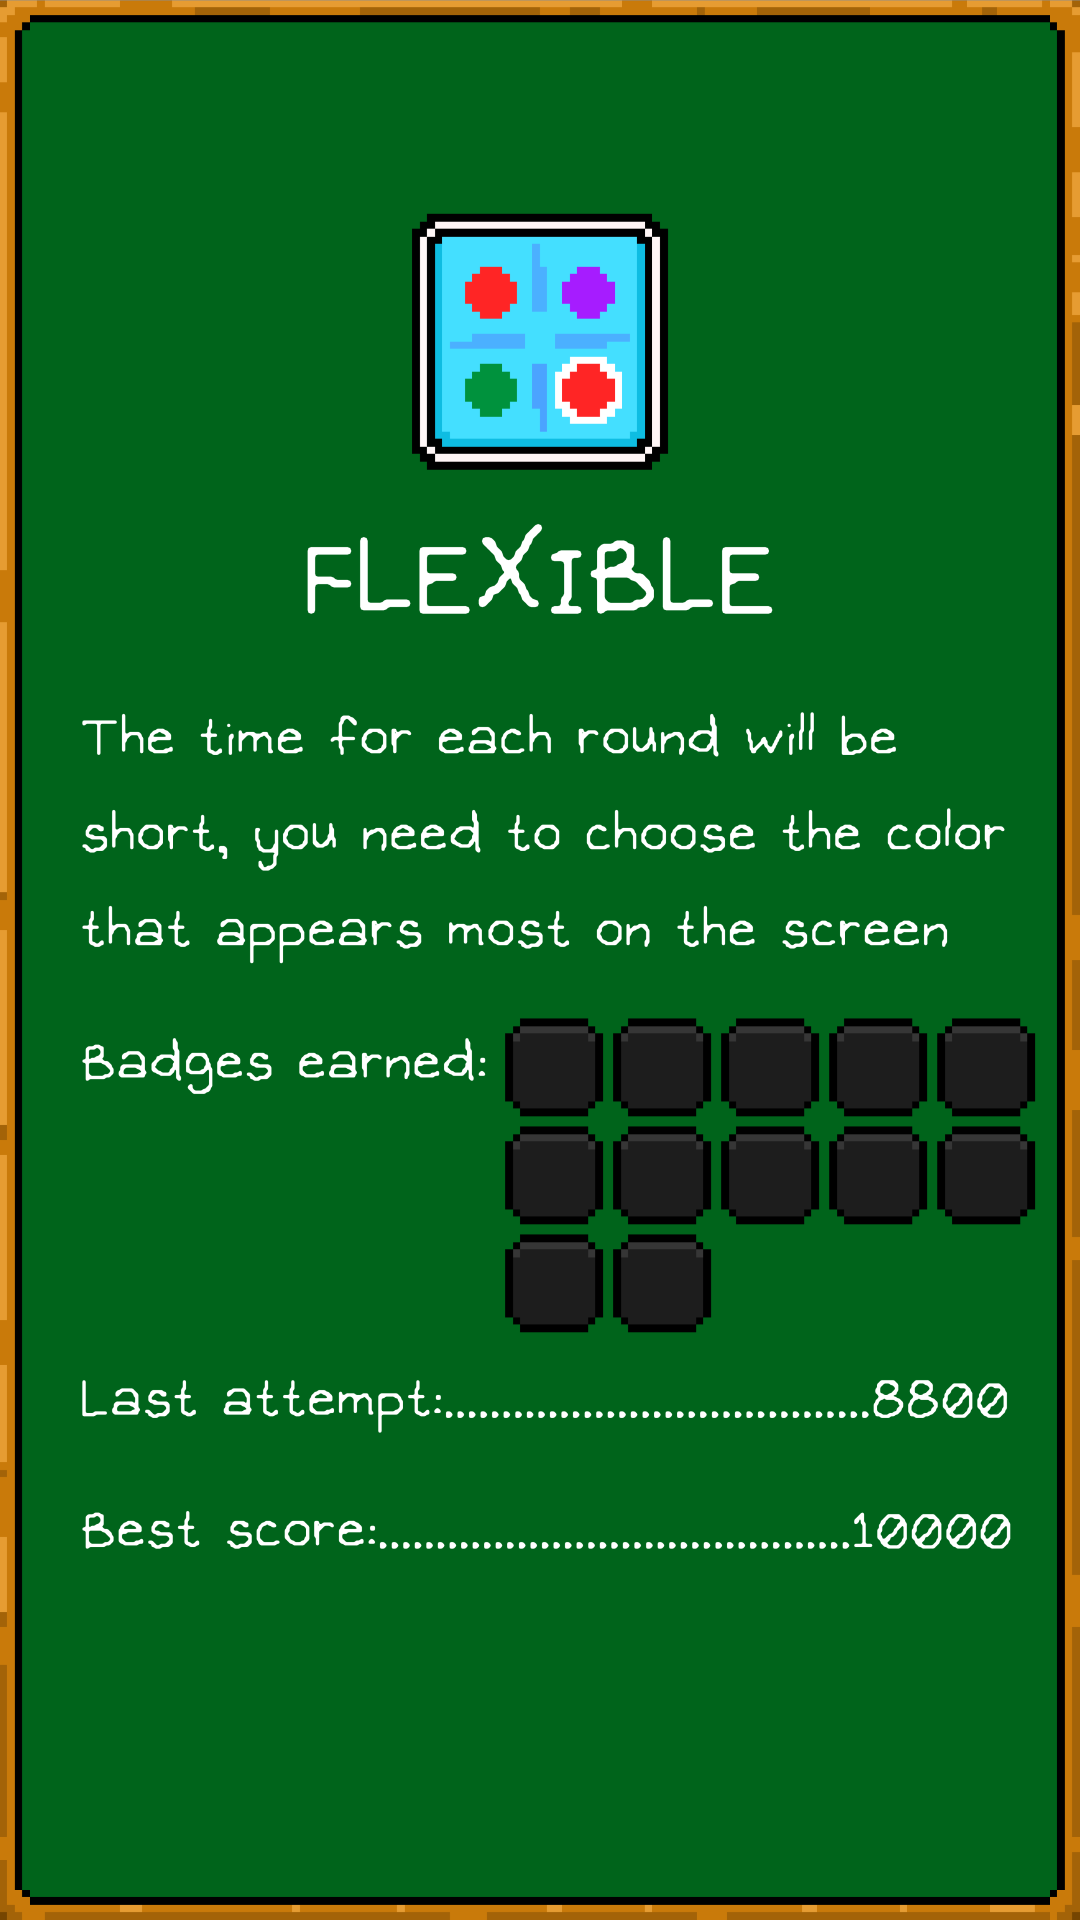 FLEXIBLE
The time for each round will be
short, you need to choose the color
that appears most on the screen
Badges earned:
Last attempt:.....................................8800
Best score:.........................................10000